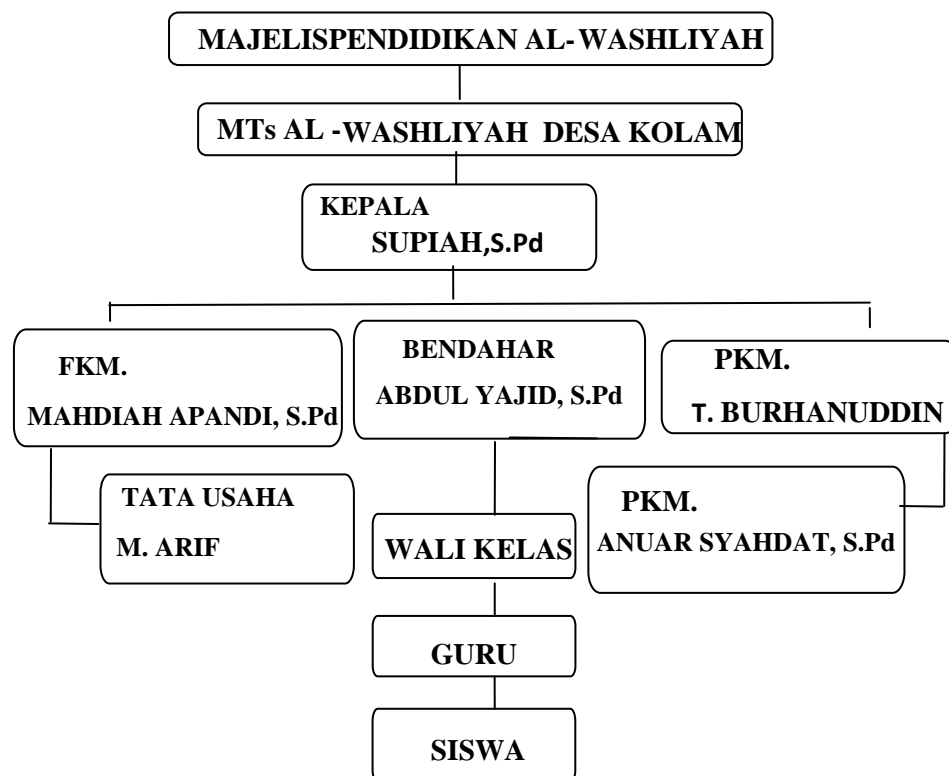 MAJELISPENDIDIKAN AL-WASHLIYAH
MTs AL -WASHLIYAH DESA KOLAM
KEPALA
SUPIAH,S.Pd
FKM.
MAHDIAH APANDI, S.Pd
BENDAHAR
ABDUL YAJID, S.Pd
PKM.
T. BURHANUDDIN
TATA USAHA
M. ARIF
WALI KELAS
PKM.
ANUAR SYAHDAT, S.Pd
GURU
SISWA